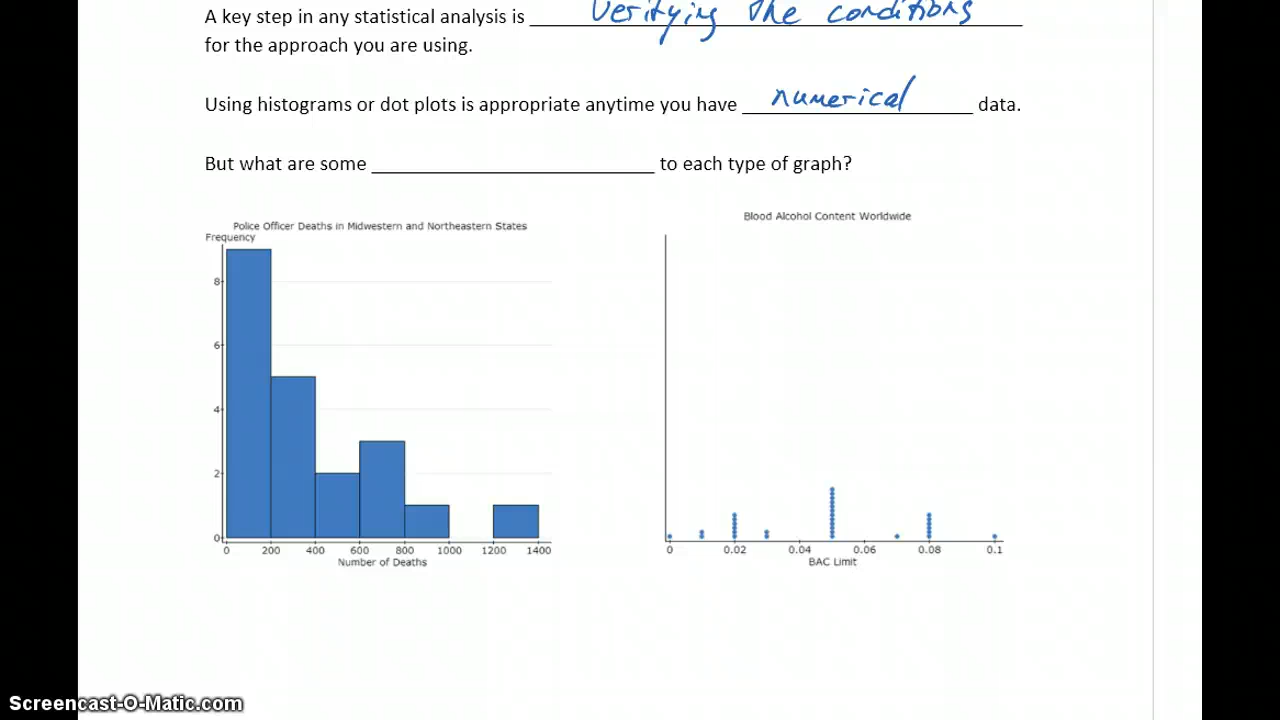 A key step in any statistical analysis is verifying the conditions
for the approach you are using.
Using histograms or dot plots is appropriate anytime you have numerical data.
But what are some ______ to each type of graph?
Police Officer Deaths in Midwestern and Northeastern States
Frequency
8
6
4
2
0
0 200 400 600 800 1000 1200 1400
Number of Deaths
Blood Alcohol Content Worldwide
0 0.02 0.04 0.06 0.08 0.1
BAC Limit
Screencast-O-Matic.com